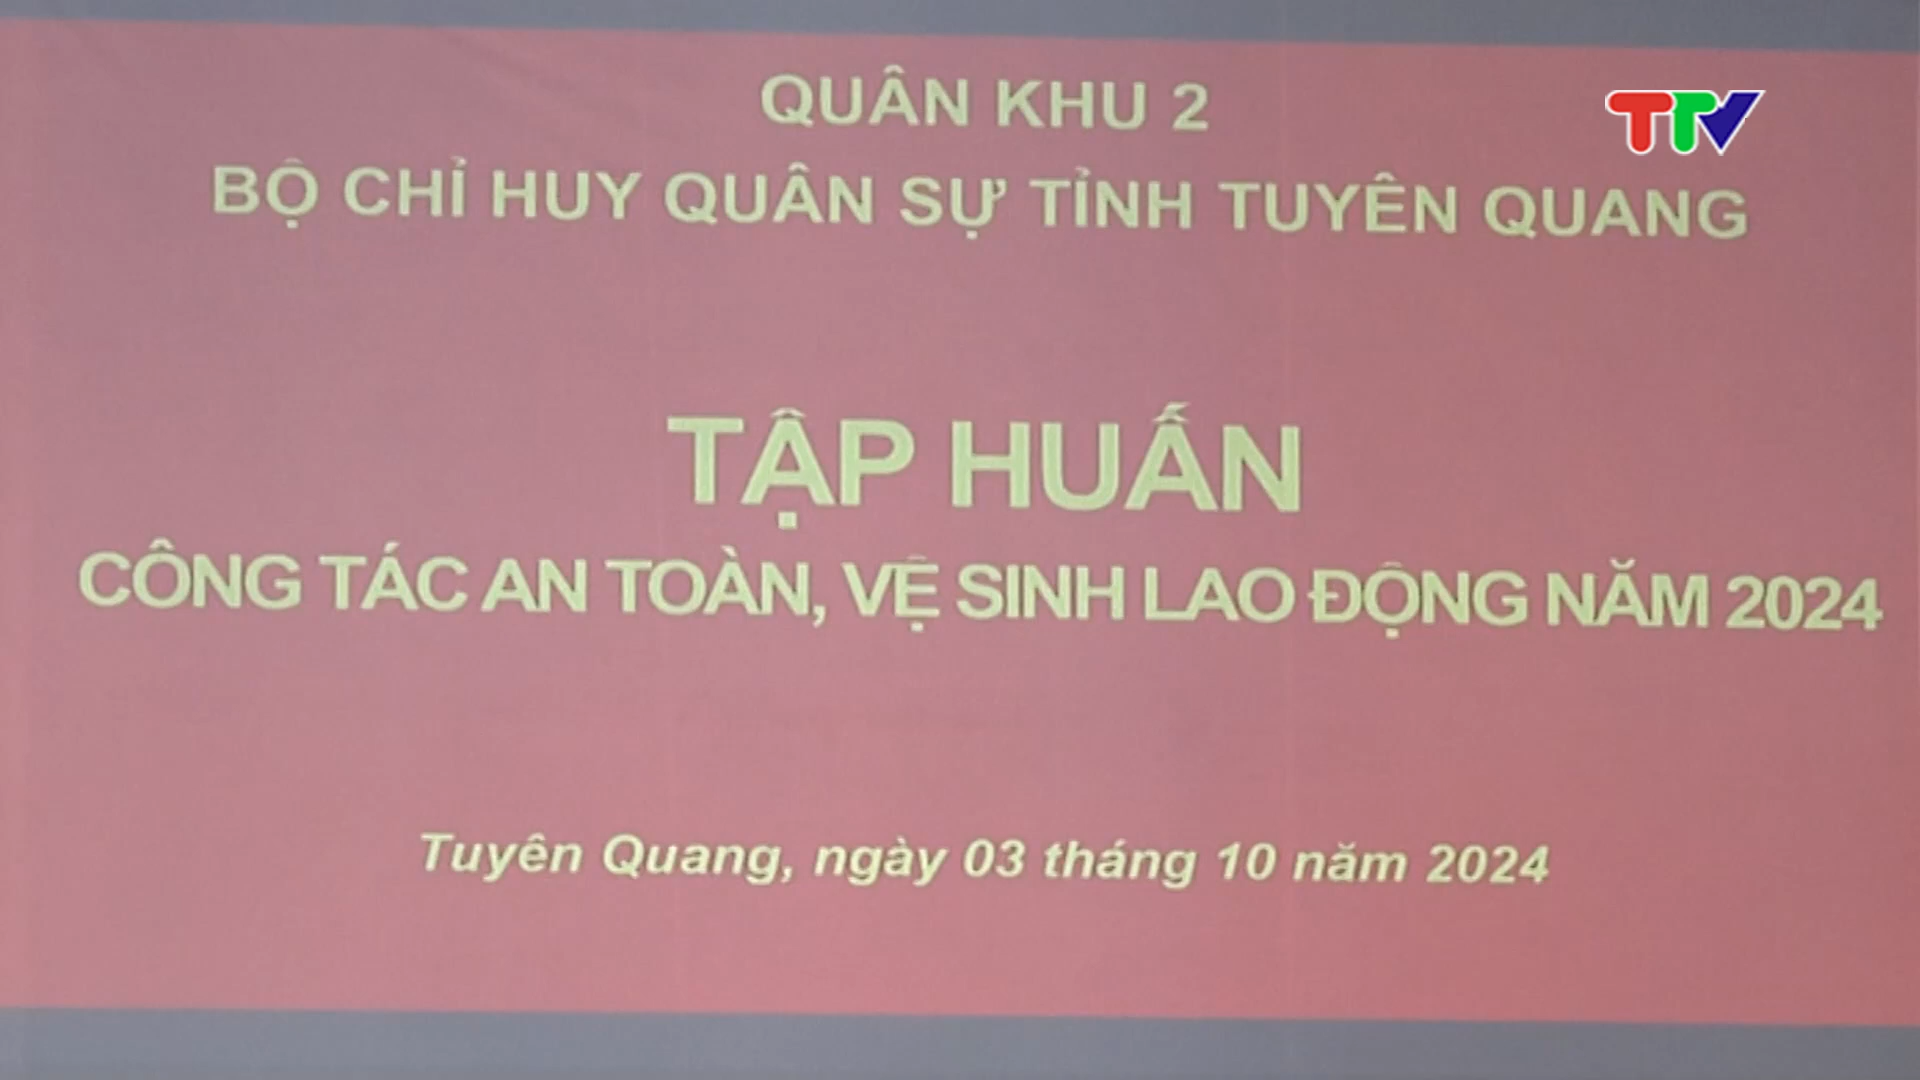 QUÂN KHU 2
TTV
BỘ CHỈ HUY QUÂN SỰ TỈNH TUYÊN QUANG
TẬP HUẤN
CÔNG TÁC AN TOÀN, VỆ SINH LAO ĐỘNG NĂM 2024
Tuyên Quang, ngày 03 tháng 10 năm 2024